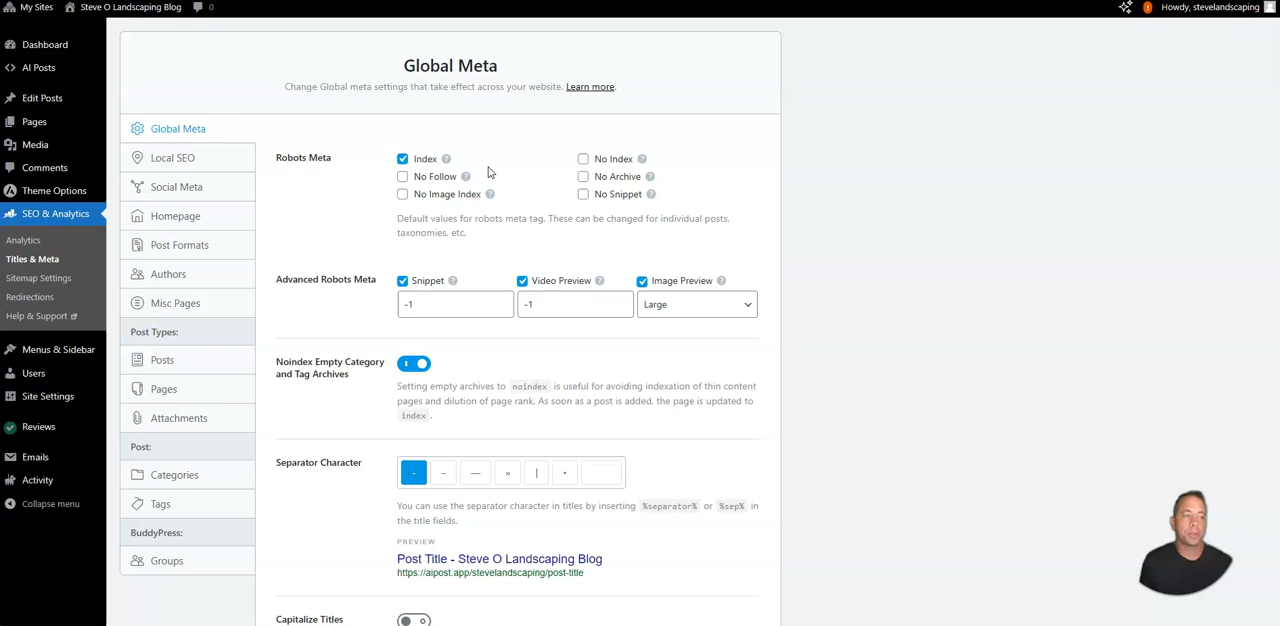 My Sites Steve O Landscaping Blog 0 Howdy, stevelandscaping
Dashboard
AI Posts
Edit Posts
Pages
Media
Comments
Theme Options
SEO & Analytics
Analytics
Titles & Meta
Sitemap Settings
Redirections
Help & Support
Menus & Sidebar
Users
Site Settings
Reviews
Emails
Activity
Collapse menu
Global Meta
Change Global meta settings that take effect across your website. Learn more.
Global Meta
Local SEO
Social Meta
Homepage
Post Formats
Authors
Misc Pages
Post Types:
Posts
Pages
Attachments
Post:
Categories
Tags
BuddyPress:
Groups
Robots Meta
Index ? No Index ?
No Follow ? No Archive ?
No Image Index ? No Snippet ?
Default values for robots meta tag. These can be changed for individual posts,
taxonomies, etc.
Advanced Robots Meta
Snippet ? Video Preview ? Image Preview ?
-1 -1 Large
Noindex Empty Category
and Tag Archives
Setting empty archives to noindex is useful for avoiding indexation of thin content
pages and dilution of page rank. As soon as a post is added, the page is updated to
index.
Separator Character
- – — » | •
You can use the separator character in titles by inserting %separator% or %sep% in
the title fields.
PREVIEW
Post Title - Steve O Landscaping Blog
https://aipost.app/stevelandscaping/post-title
Capitalize Titles